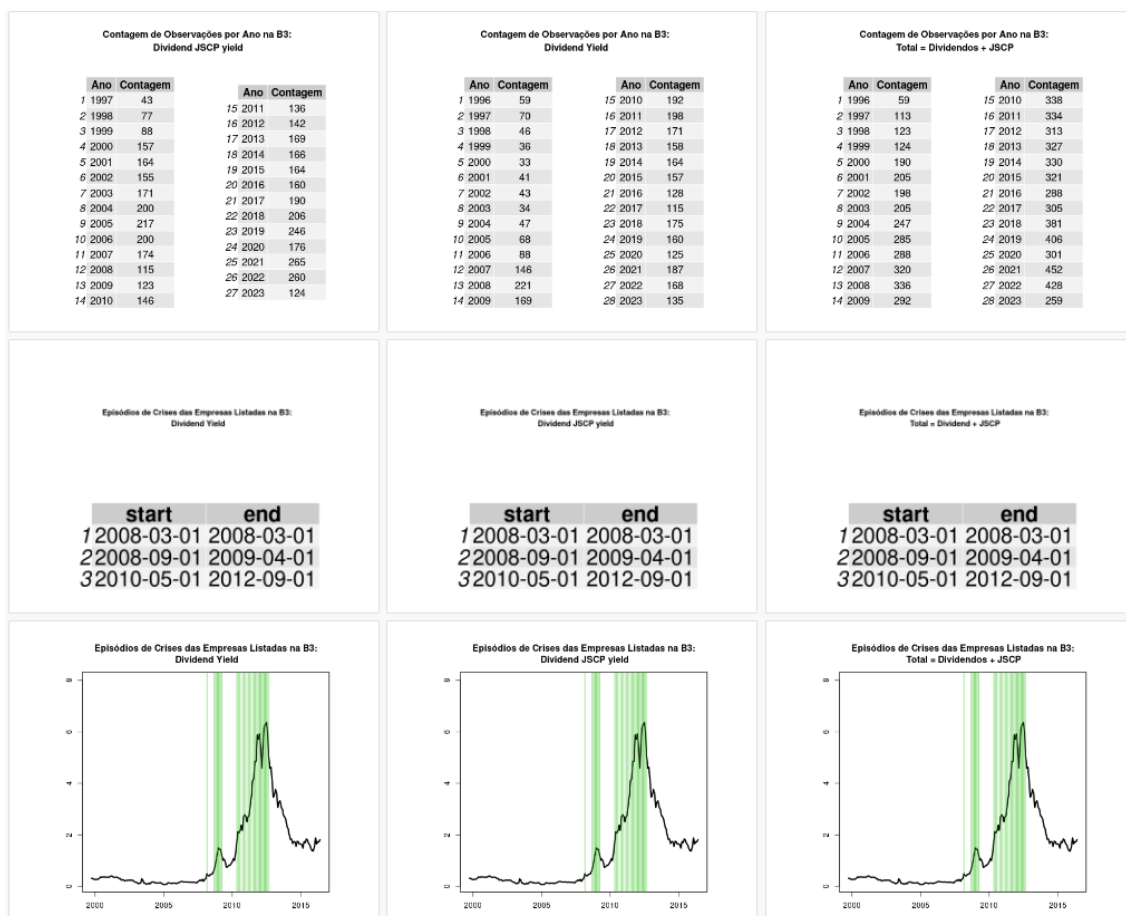 Contagem de Observações por Ano na B3:
Dividend JSCP yield
Ano Contagem
1 1997 43
2 1998 77
3 1999 88
4 2000 157
5 2001 164
6 2002 155
7 2003 171
8 2004 200
9 2005 217
10 2006 200
11 2007 174
12 2008 115
13 2009 123
14 2010 146
Ano Contagem
15 2011 136
16 2012 142
17 2013 169
18 2014 166
19 2015 164
20 2016 160
21 2017 190
22 2018 206
23 2019 246
24 2020 176
25 2021 265
26 2022 260
27 2023 124
Contagem de Observações por Ano na B3:
Dividend Yield
Ano Contagem
1 1996 59
2 1997 70
3 1998 46
4 1999 36
5 2000 33
6 2001 41
7 2002 43
8 2003 34
9 2004 47
10 2005 68
11 2006 88
12 2007 146
13 2008 221
14 2009 169
Ano Contagem
15 2010 192
16 2011 198
17 2012 171
18 2013 158
19 2014 164
20 2015 157
21 2016 128
22 2017 115
23 2018 175
24 2019 160
25 2020 125
26 2021 187
27 2022 168
28 2023 135
Contagem de Observações por Ano na B3:
Total = Dividendos + JSCP
Ano Contagem
1 1996 59
2 1997 113
3 1998 123
4 1999 124
5 2000 190
6 2001 205
7 2002 198
8 2003 205
9 2004 247
10 2005 285
11 2006 288
12 2007 320
13 2008 336
14 2009 292
Ano Contagem
15 2010 338
16 2011 334
17 2012 313
18 2013 327
19 2014 330
20 2015 321
21 2016 288
22 2017 305
23 2018 381
24 2019 406
25 2020 301
26 2021 452
27 2022 428
28 2023 259
Episódios de Crises das Empresas Listadas na B3:
Dividend Yield
start end
1 2008-03-01 2008-03-01
2 2008-09-01 2009-04-01
3 2010-05-01 2012-09-01
Episódios de Crises das Empresas Listadas na B3:
Dividend JSCP yield
start end
1 2008-03-01 2008-03-01
2 2008-09-01 2009-04-01
3 2010-05-01 2012-09-01
Episódios de Crises das Empresas Listadas na B3:
Total = Dividend + JSCP
start end
1 2008-03-01 2008-03-01
2 2008-09-01 2009-04-01
3 2010-05-01 2012-09-01
Episódios de Crises das Empresas Listadas na B3:
Dividend Yield
8
6
4
2
0
2000 2005 2010 2015
Episódios de Crises das Empresas Listadas na B3:
Dividend JSCP yield
8
6
4
2
0
2000 2005 2010 2015
Episódios de Crises das Empresas Listadas na B3:
Total = Dividendos + JSCP
8
6
4
2
0
2000 2005 2010 2015